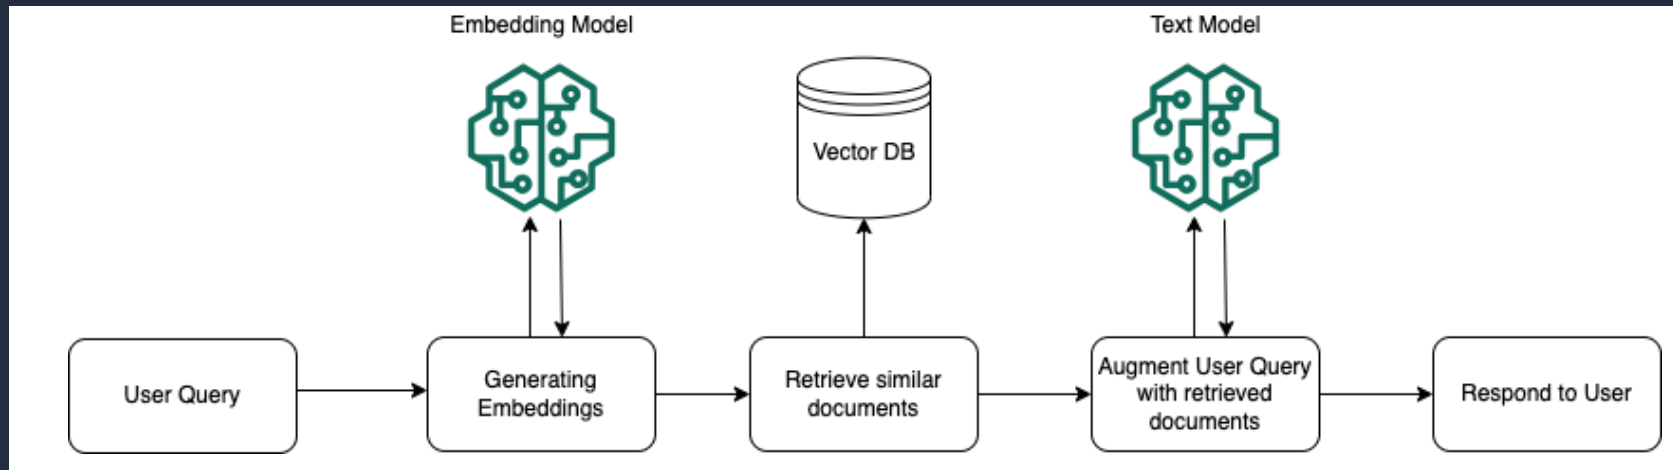 Embedding Model
Text Model
Vector DB
User Query
Generating
Embeddings
Retrieve similar
documents
Augment User Query
with retrieved
documents
Respond to User